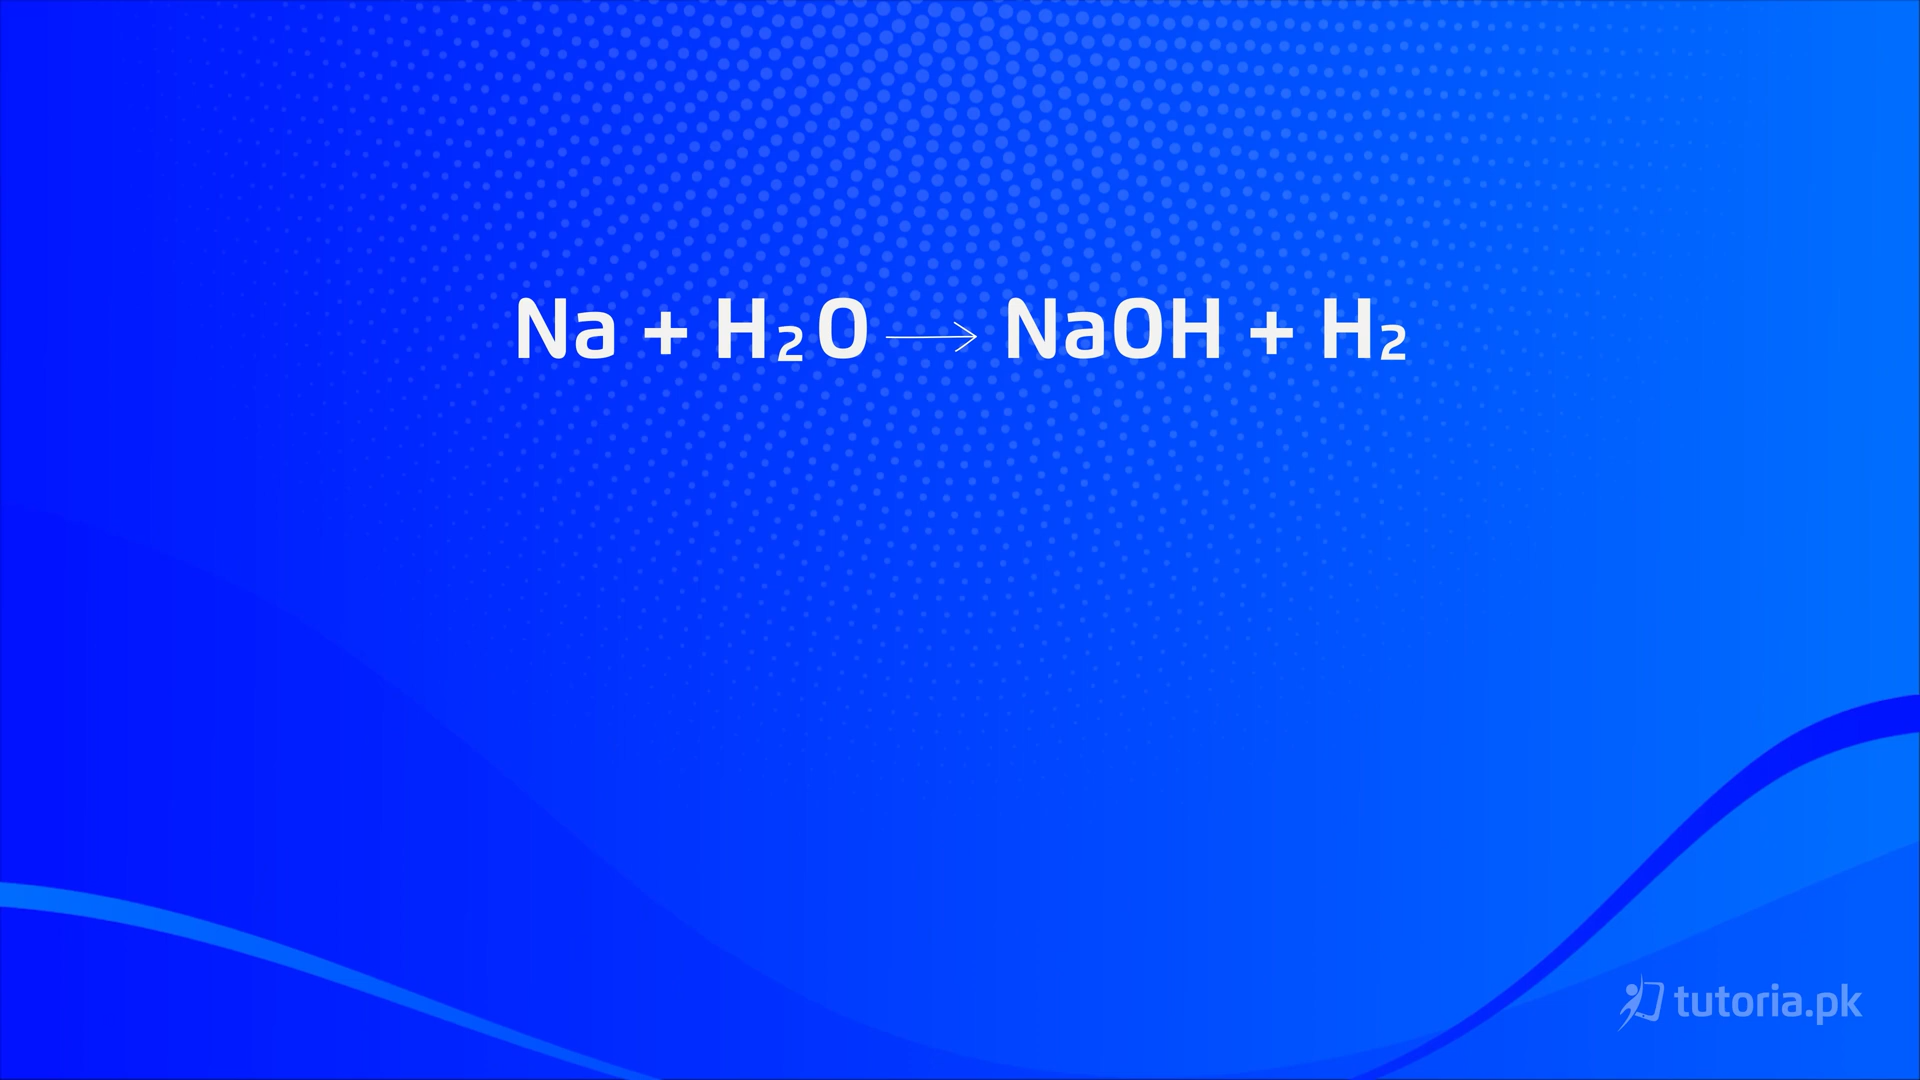 Na + H₂O ⟶ NaOH + H₂
tutoria.pk